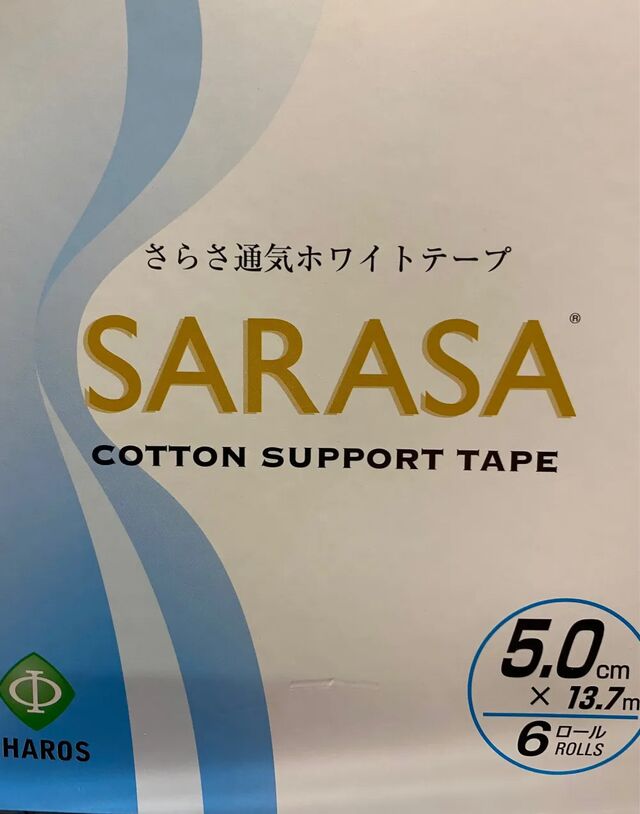 さらさ通気ホワイトテープ
SARASA®
COTTON SUPPORT TAPE
5.0cm
× 13.7m
6 ロール ROLLS
Φ
HAROS